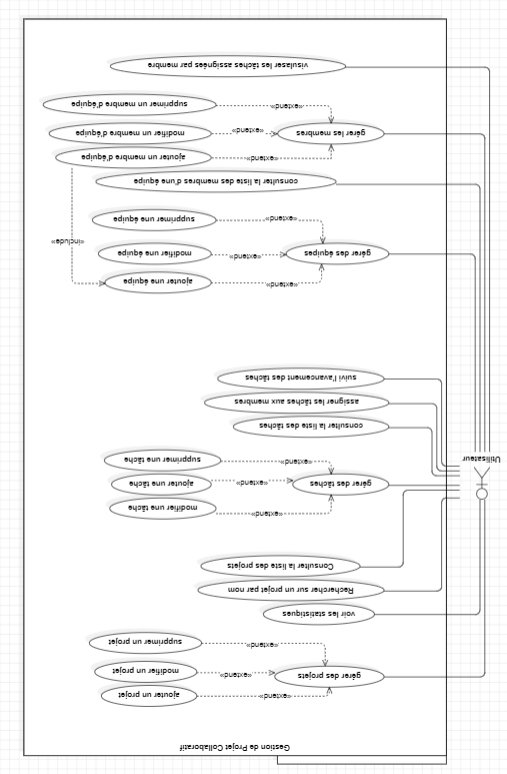 Gestion de Projet Collaboratif
«extend»
ajouter un projet
gérer des projets
«extend»
modifier un projet
«extend»
supprimer un projet
voir les statistiques
Rechercher sur un projet par nom
Consulter la liste des projets
«extend»
modifier une tâche
gérer des tâches
«extend»
ajouter une tâche
«extend»
supprimer une tâche
Utilisateur
consulter la liste des tâches
assigner les tâches aux membres
suivi l'avancement des tâches
«extend»
ajouter une équipe
gérer des équipes
«extend»
modifier une équipe
«include»
«extend»
supprimer une équipe
consulter la liste des membres d'une équipe
«extend»
ajouter un membre d'équipe
gérer les membres
«extend»
modifier un membre d'équipe
«extend»
supprimer un membre d'équipe
visulaser les tâches assignées par membre